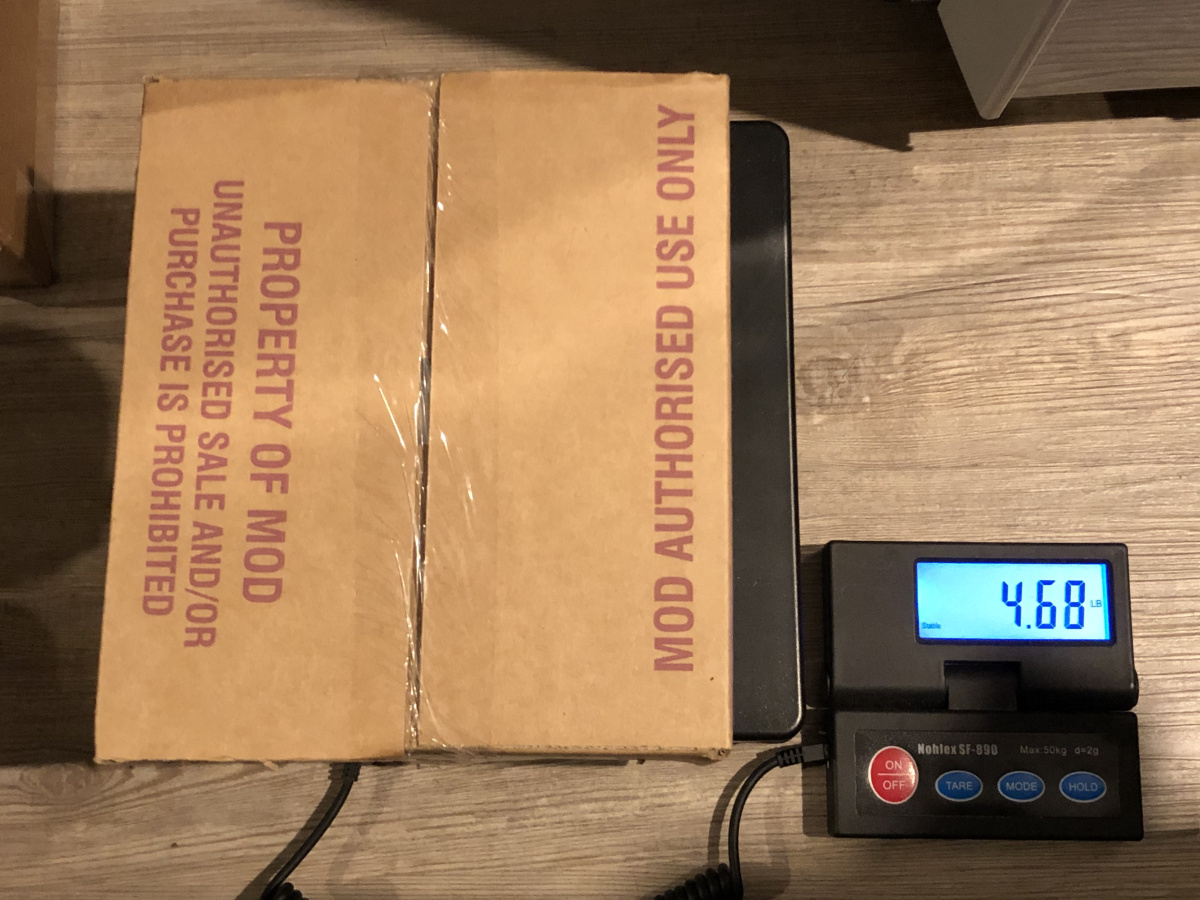 PROPERTY OF MOD
UNAUTHORISED SALE AND/OR
PURCHASE IS PROHIBITED
MOD AUTHORISED USE ONLY
4.68 LB
Stable
Nohlex SF-890 Max:50kg d=2g
ON
OFF
TARE
MODE
HOLD